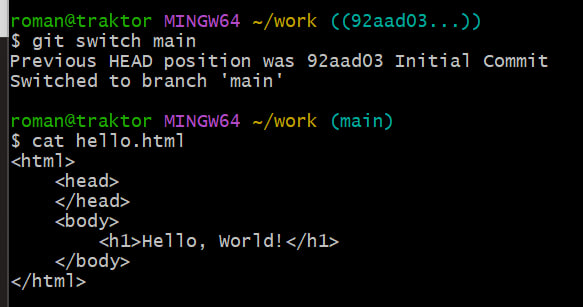 roman@traktor MINGW64 ~/work ((92aad03...))
$ git switch main
Previous HEAD position was 92aad03 Initial Commit
Switched to branch 'main'

roman@traktor MINGW64 ~/work (main)
$ cat hello.html
<html>
    <head>
    </head>
    <body>
        <h1>Hello, World!</h1>
    </body>
</html>